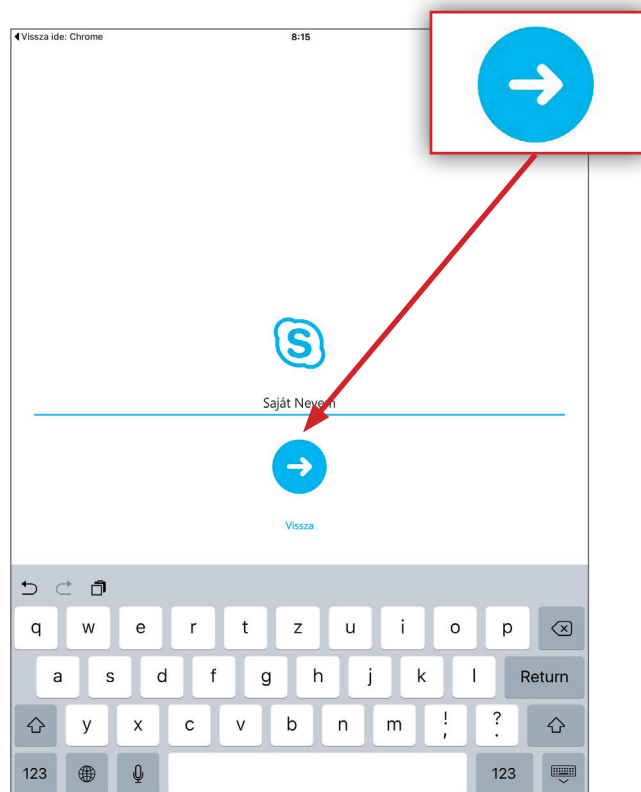 Vissza ide: Chrome 8:15
S
Saját Nevem
Vissza
q w e r t z u i o p
a s d f g h j k l Return
y x c v b n m ! , ? .
123 123